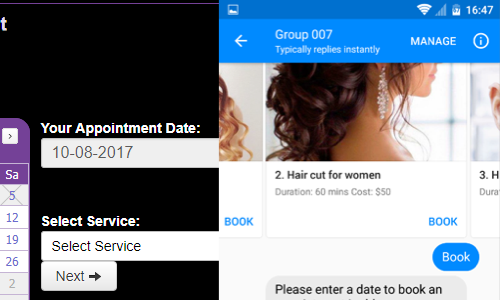 t
Your Appointment Date:
10-08-2017
Sa
5
12
19
26
2
Select Service:
Select Service
Next
16:47
Group 007
Typically replies instantly
MANAGE
2. Hair cut for women
Duration: 60 mins Cost: $50
BOOK
BOOK
3. H
Dura
Book
Please enter a date to book an